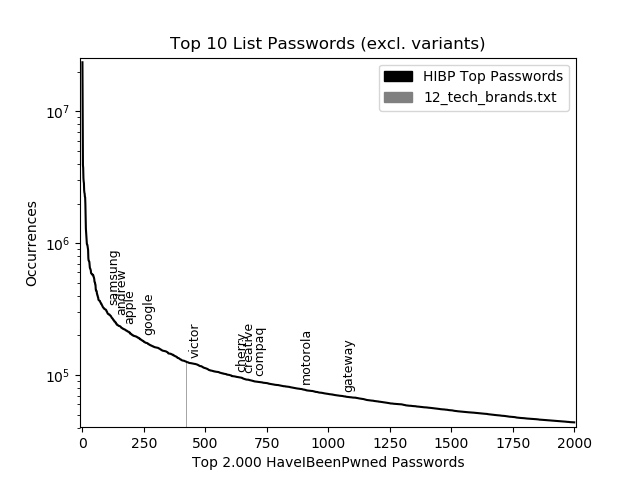 Top 10 List Passwords (excl. variants)
HIBP Top Passwords
12_tech_brands.txt
Occurrences
10^7
10^6
10^5
samsung
andrew
apple
google
victor
cherry
creative
compaq
motorola
gateway
0 250 500 750 1000 1250 1500 1750 2000
Top 2.000 HaveIBeenPwned Passwords